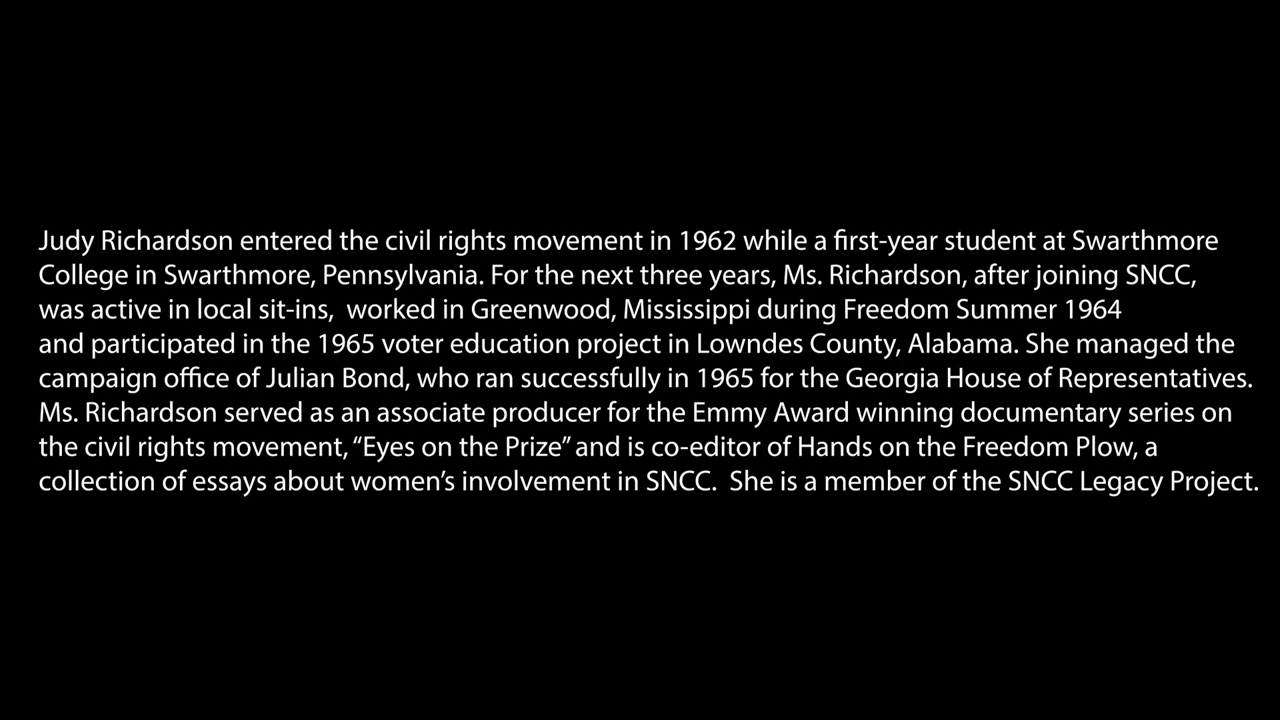 Judy Richardson entered the civil rights movement in 1962 while a first-year student at Swarthmore
College in Swarthmore, Pennsylvania. For the next three years, Ms. Richardson, after joining SNCC,
was active in local sit-ins,  worked in Greenwood, Mississippi during Freedom Summer 1964
and participated in the 1965 voter education project in Lowndes County, Alabama. She managed the
campaign office of Julian Bond, who ran successfully in 1965 for the Georgia House of Representatives.
Ms. Richardson served as an associate producer for the Emmy Award winning documentary series on
the civil rights movement, “Eyes on the Prize” and is co-editor of Hands on the Freedom Plow, a
collection of essays about women’s involvement in SNCC.  She is a member of the SNCC Legacy Project.